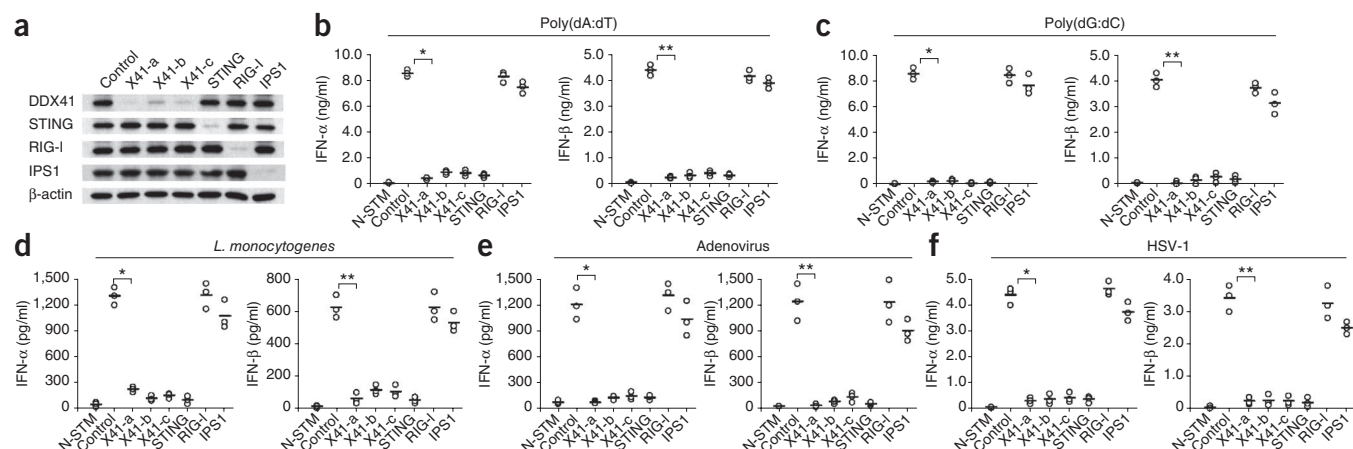 a
Control
X41-a
X41-b
X41-c
STING
RIG-I
IPS1
DDX41
STING
RIG-I
IPS1
β-actin
b
Poly(dA:dT)
IFN-α (ng/ml)
10.0
8.0
6.0
4.0
2.0
0
*
N-STM
Control
X41-a
X41-b
X41-c
STING
RIG-I
IPS1
IFN-β (ng/ml)
5.0
4.0
3.0
2.0
1.0
0
**
N-STM
Control
X41-a
X41-b
X41-c
STING
RIG-I
IPS1
c
Poly(dG:dC)
IFN-α (ng/ml)
10.0
8.0
6.0
4.0
2.0
0
*
N-STM
Control
X41-a
X41-b
X41-c
STING
RIG-I
IPS1
IFN-β (ng/ml)
5.0
4.0
3.0
2.0
1.0
0
**
N-STM
Control
X41-a
X41-b
X41-c
STING
RIG-I
IPS1
d
L. monocytogenes
IFN-α (pg/ml)
1,500
1,200
900
600
300
0
*
N-STM
Control
X41-a
X41-b
X41-c
STING
RIG-I
IPS1
IFN-β (pg/ml)
800
600
400
200
0
**
N-STM
Control
X41-a
X41-b
X41-c
STING
RIG-I
IPS1
e
Adenovirus
IFN-α (pg/ml)
1,500
1,200
900
600
300
0
*
N-STM
Control
X41-a
X41-b
X41-c
STING
RIG-I
IPS1
IFN-β (pg/ml)
1,500
1,200
900
600
300
0
**
N-STM
Control
X41-a
X41-b
X41-c
STING
RIG-I
IPS1
f
HSV-1
IFN-α (ng/ml)
5.0
4.0
3.0
2.0
1.0
0
*
N-STM
Control
X41-a
X41-b
X41-c
STING
RIG-I
IPS1
IFN-β (ng/ml)
4.0
3.0
2.0
1.0
0
**
N-STM
Control
X41-a
X41-b
X41-c
STING
RIG-I
IPS1